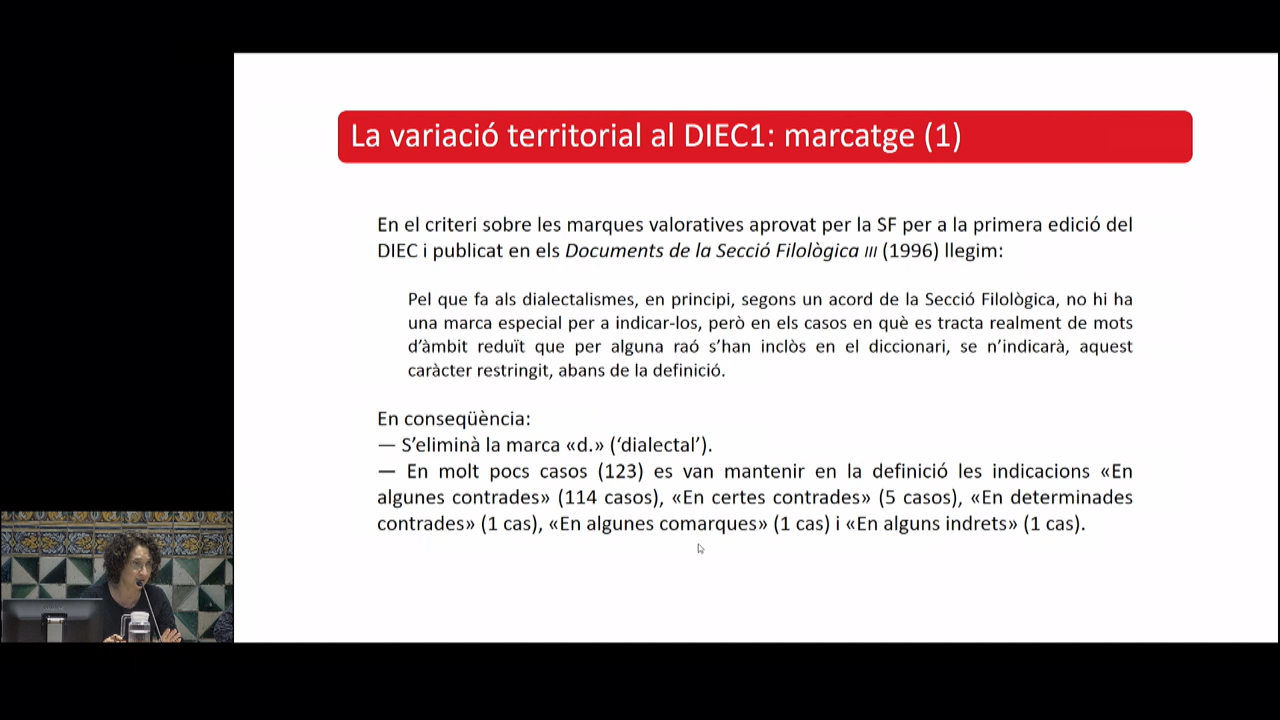 La variació territorial al DIEC1: marcatge (1)
En el criteri sobre les marques valoratives aprovat per la SF per a la primera edició del
DIEC i publicat en els Documents de la Secció Filològica III (1996) llegim:
Pel que fa als dialectalismes, en principi, segons un acord de la Secció Filològica, no hi ha
una marca especial per a indicar-los, però en els casos en què es tracta realment de mots
d’àmbit reduït que per alguna raó s’han inclòs en el diccionari, se n’indicarà, aquest
caràcter restringit, abans de la definició.
En conseqüència:
— S’eliminà la marca «d.» (‘dialectal’).
— En molt pocs casos (123) es van mantenir en la definició les indicacions «En
algunes contrades» (114 casos), «En certes contrades» (5 casos), «En determinades
contrades» (1 cas), «En algunes comarques» (1 cas) i «En alguns indrets» (1 cas).